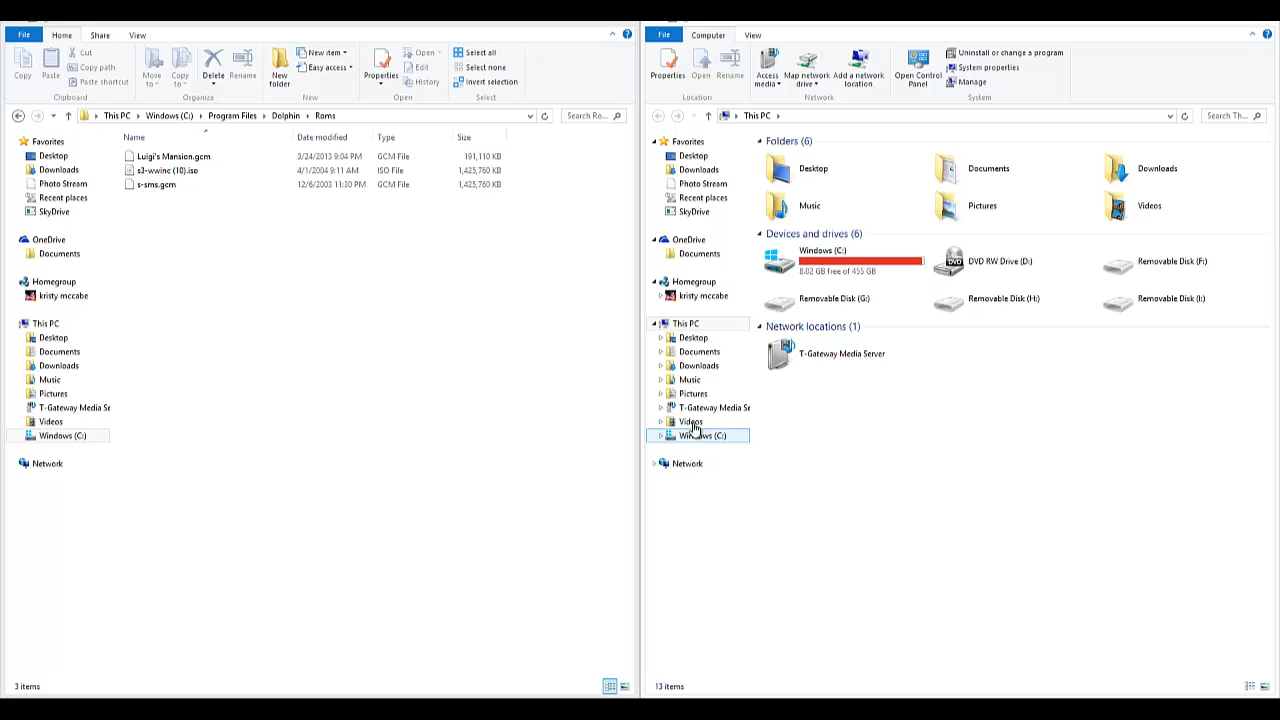 File Home Share View
Copy
Paste
Cut
Copy path
Paste shortcut
Clipboard
Move to
Copy to
Delete
Rename
Organize
New folder
New item
Easy access
New
Properties
Open
Edit
History
Open
Select all
Select none
Invert selection
Select
This PC Windows (C:) Program Files Dolphin Roms
Search Ro...
Favorites
Desktop
Downloads
Photo Stream
Recent places
SkyDrive
OneDrive
Documents
Homegroup
kristy mccabe
This PC
Desktop
Documents
Downloads
Music
Pictures
T-Gateway Media Se
Videos
Windows (C:)
Network
Name Date modified Type Size
Luigi's Mansion.gcm 3/24/2013 9:04 PM GCM File 191,110 KB
s3-wwinc (10).iso 4/1/2004 9:11 AM ISO File 1,425,760 KB
s-sms.gcm 12/6/2003 11:30 PM GCM File 1,425,760 KB
3 items
File Computer View
Properties
Open
Rename
Location
Access media
Map network drive
Add a network location
Network
Open Control Panel
Uninstall or change a program
System properties
Manage
System
This PC
Search Th...
Favorites
Desktop
Downloads
Photo Stream
Recent places
SkyDrive
OneDrive
Documents
Homegroup
kristy mccabe
This PC
Desktop
Documents
Downloads
Music
Pictures
T-Gateway Media Se
Videos
Windows (C:)
Network
Folders (6)
Desktop
Documents
Downloads
Music
Pictures
Videos
Devices and drives (6)
Windows (C:)
8.02 GB free of 455 GB
DVD
DVD RW Drive (D:)
Removable Disk (F:)
Removable Disk (G:)
Removable Disk (H:)
Removable Disk (I:)
Network locations (1)
T-Gateway Media Server
13 items